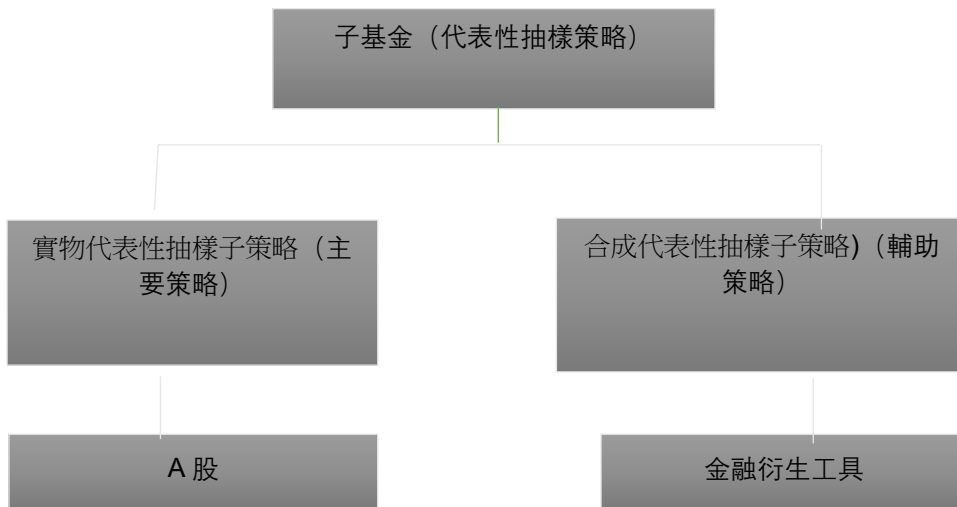 子基金（代表性抽樣策略）
實物代表性抽樣子策略（主
要策略）
合成代表性抽樣子策略)（輔助
策略）
A 股
金融衍生工具